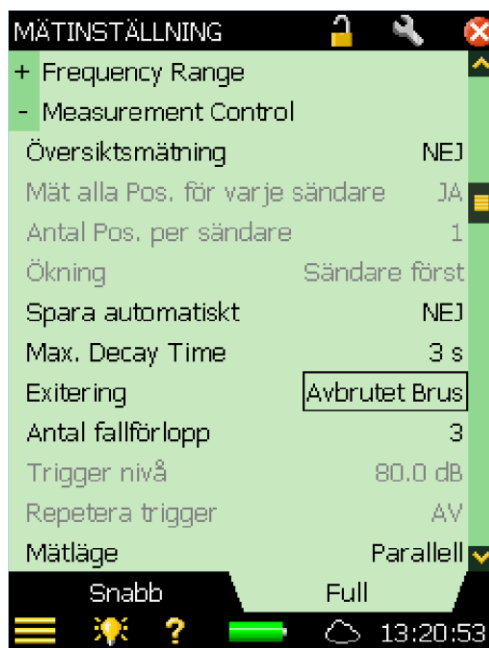 MÄTINSTÄLLNING
+ Frequency Range
- Measurement Control
Översiktsmätning NEJ
Mät alla Pos. för varje sändare JA
Antal Pos. per sändare 1
Ökning Sändare först
Spara automatiskt NEJ
Max. Decay Time 3 s
Exitering Avbrutet Brus
Antal fallförlopp 3
Trigger nivå 80.0 dB
Repetera trigger AV
Mätläge Parallell
Snabb Full
? 13:20:53